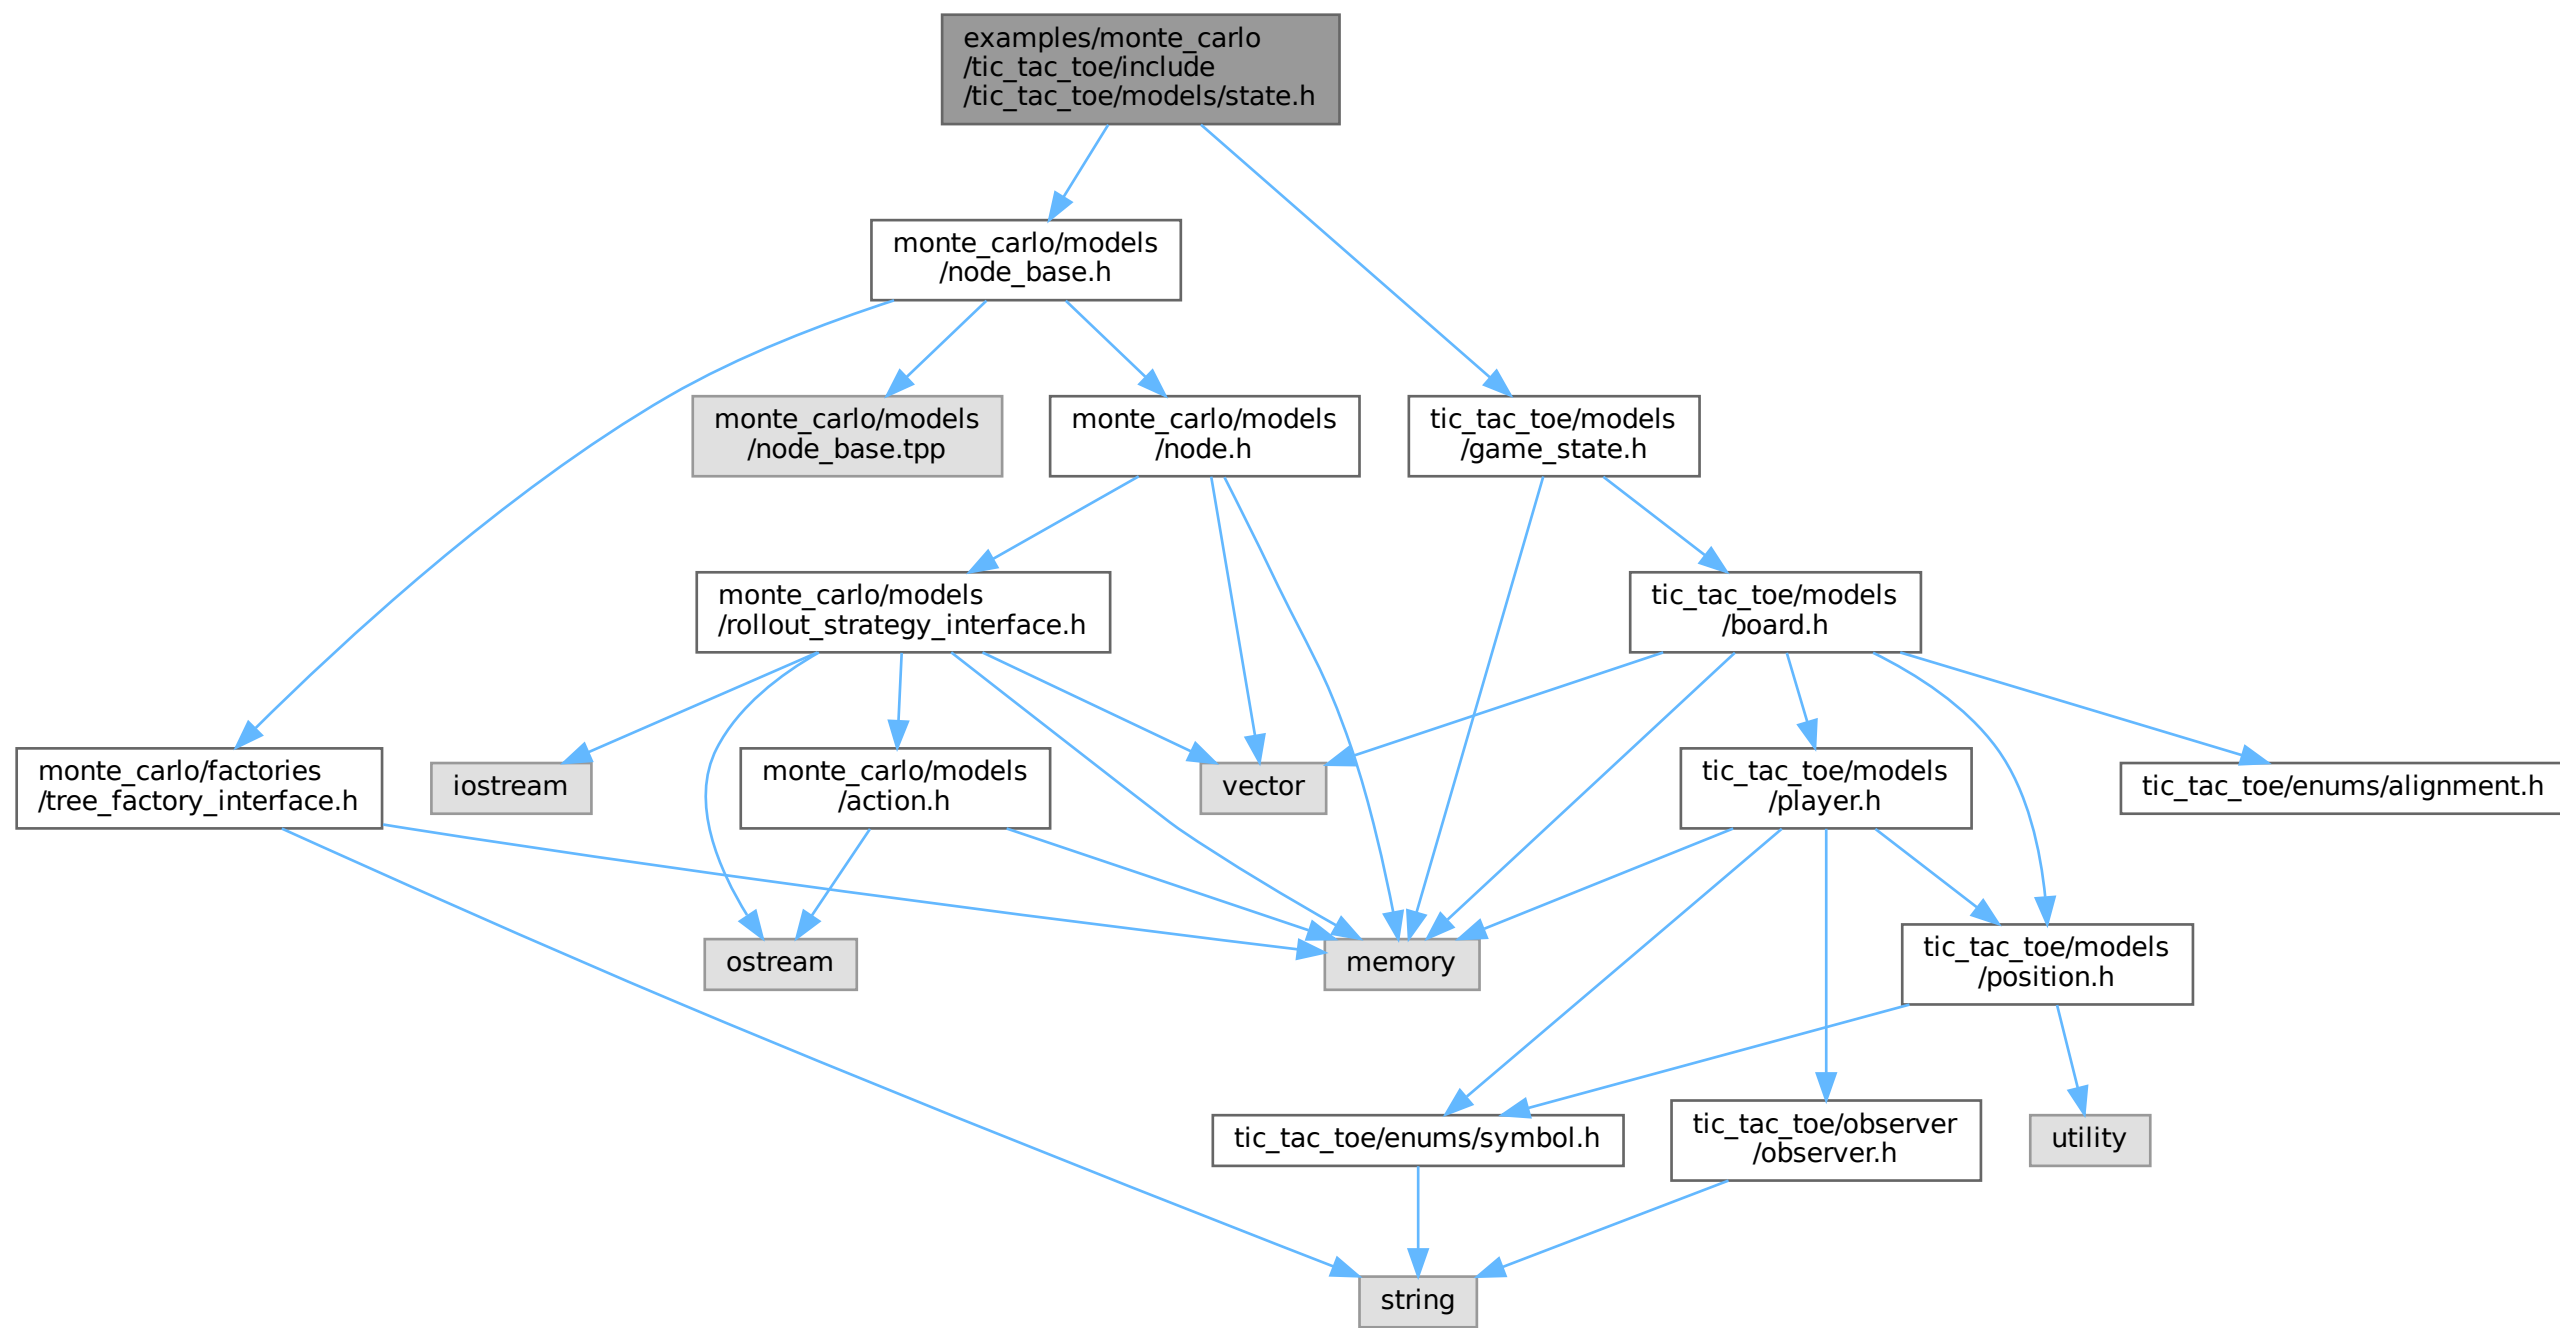 examples/monte_carlo
/tic_tac_toe/include
/tic_tac_toe/models/state.h
monte_carlo/models
/node_base.h
monte_carlo/models
/node_base.tpp
monte_carlo/models
/node.h
tic_tac_toe/models
/game_state.h
monte_carlo/models
/rollout_strategy_interface.h
tic_tac_toe/models
/board.h
monte_carlo/factories
/tree_factory_interface.h
iostream
monte_carlo/models
/action.h
vector
tic_tac_toe/models
/player.h
tic_tac_toe/enums/alignment.h
ostream
memory
tic_tac_toe/models
/position.h
tic_tac_toe/enums/symbol.h
tic_tac_toe/observer
/observer.h
utility
string